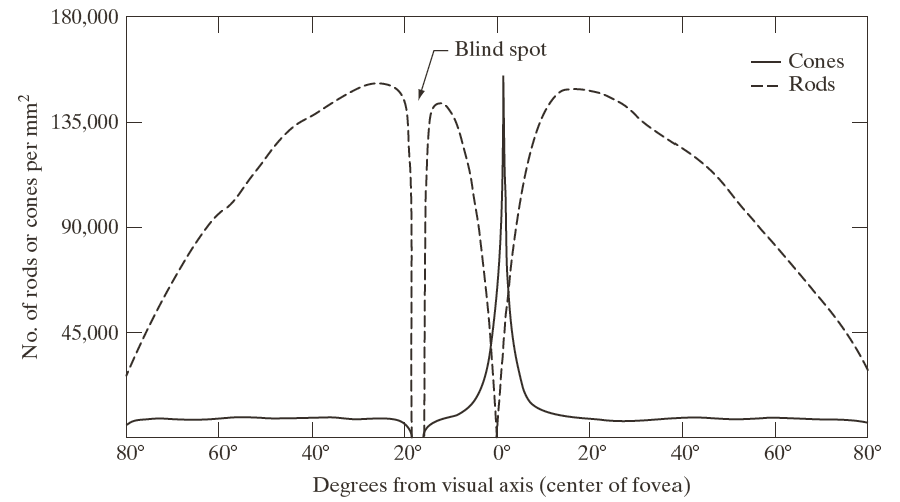 180,000
Blind spot
Cones
Rods
135,000
No. of rods or cones per mm²
90,000
45,000
80° 60° 40° 20° 0° 20° 40° 60° 80°
Degrees from visual axis (center of fovea)